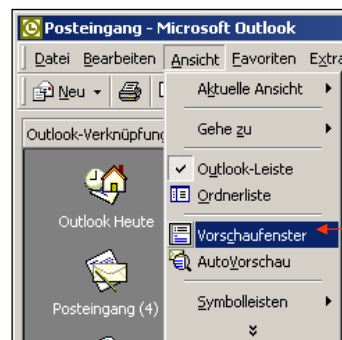 Posteingang - Microsoft Outlook
Datei Bearbeiten Ansicht Favoriten Extra
Neu
Aktuelle Ansicht
Outlook-Verknüpfung
Gehe zu
Outlook-Leiste
Ordnerliste
Outlook Heute
Vorschaufenster
AutoVorschau
Posteingang (4)
Symbolleisten